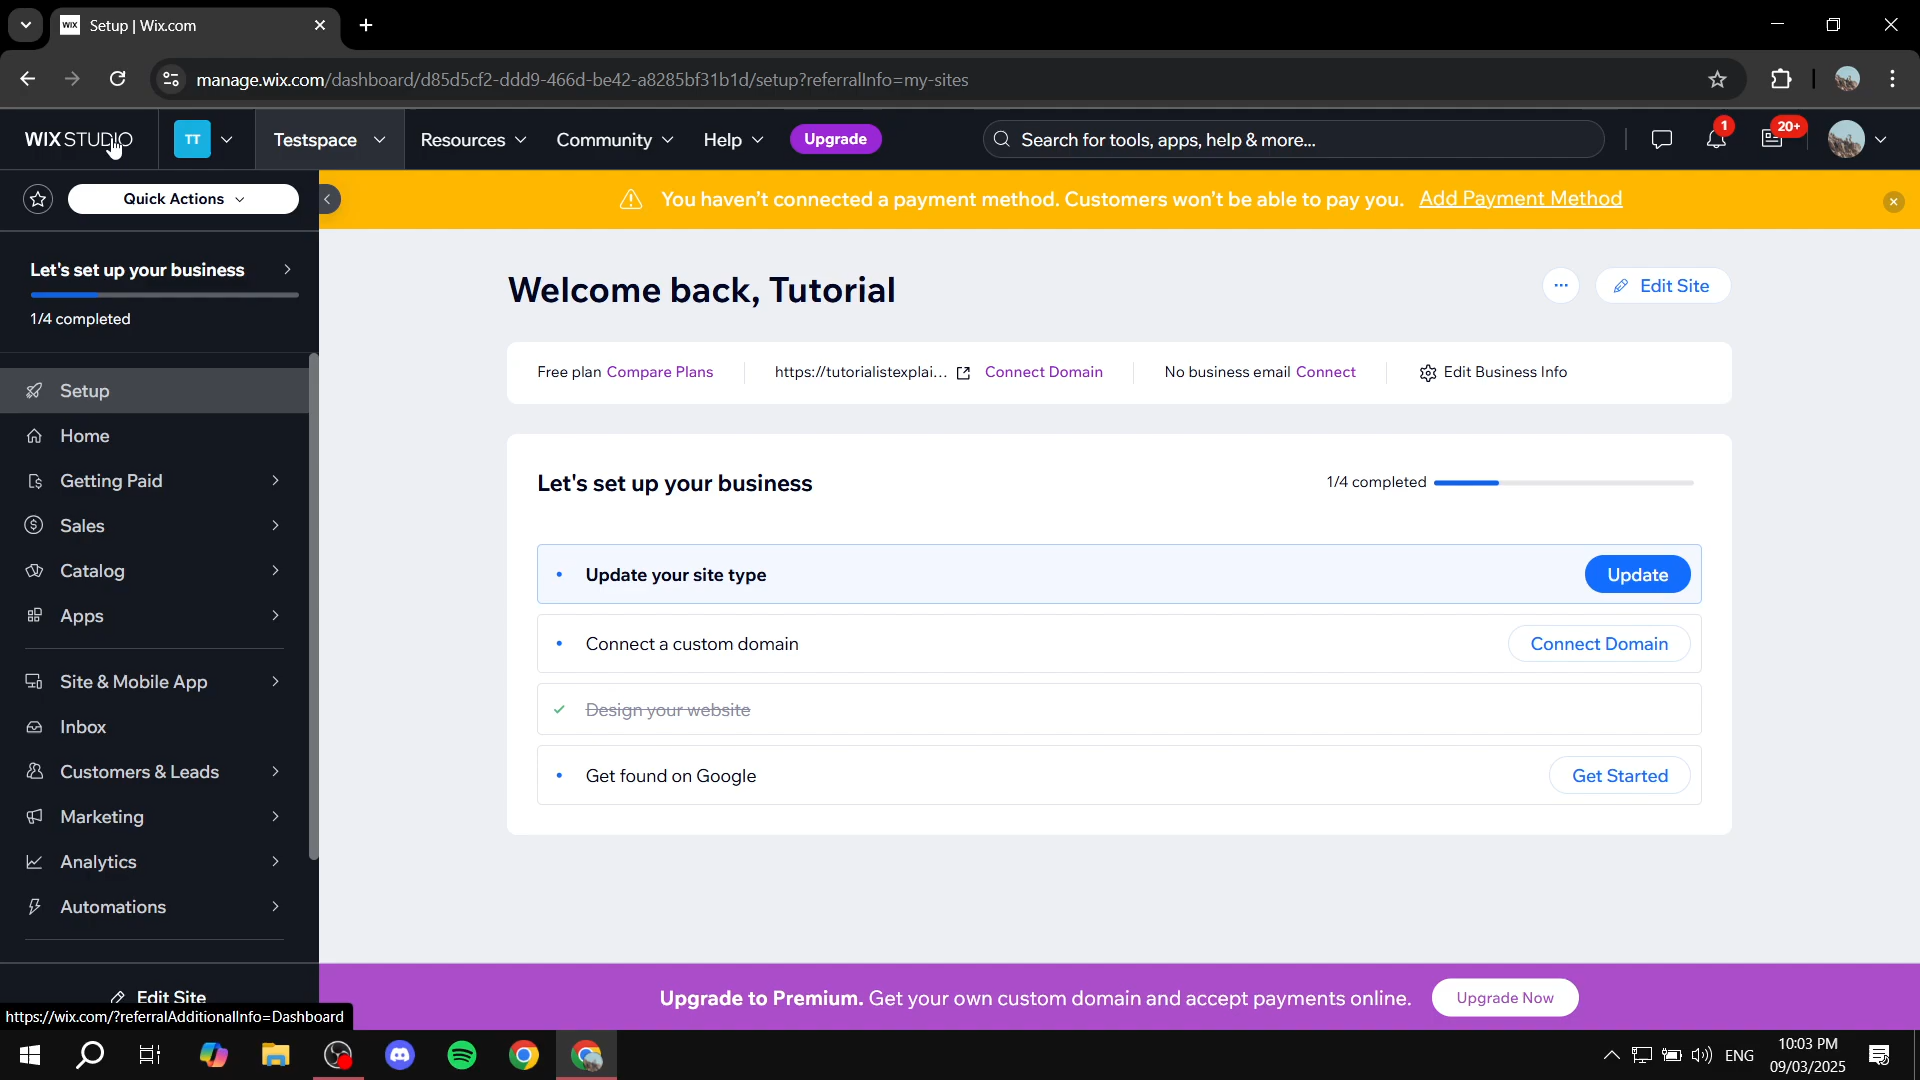 WIX
Setup | Wix.com
manage.wix.com/dashboard/d85d5cf2-ddd9-466d-be42-a8285bf31b1d/setup?referralInfo=my-sites
WIX STUDIO
TT
Testspace
Resources
Community
Help
Upgrade
Search for tools, apps, help & more...
1
20+
Quick Actions
You haven't connected a payment method. Customers won't be able to pay you. Add Payment Method
Let's set up your business
1/4 completed
Setup
Home
Getting Paid
Sales
Catalog
Apps
Site & Mobile App
Inbox
Customers & Leads
Marketing
Analytics
Automations
Edit Site
https://wix.com/?referralAdditionalInfo=Dashboard
Welcome back, Tutorial
Edit Site
Free plan Compare Plans
https://tutorialistexplai... Connect Domain
No business email Connect
Edit Business Info
Let's set up your business
1/4 completed
Update your site type
Update
Connect a custom domain
Connect Domain
Design your website
Get found on Google
Get Started
Upgrade to Premium. Get your own custom domain and accept payments online.
Upgrade Now
ENG
10:03 PM
09/03/2025